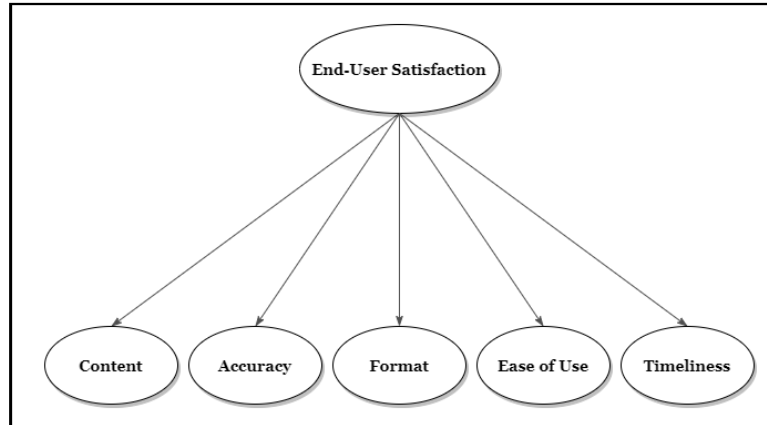 End-User Satisfaction
Content
Accuracy
Format
Ease of Use
Timeliness